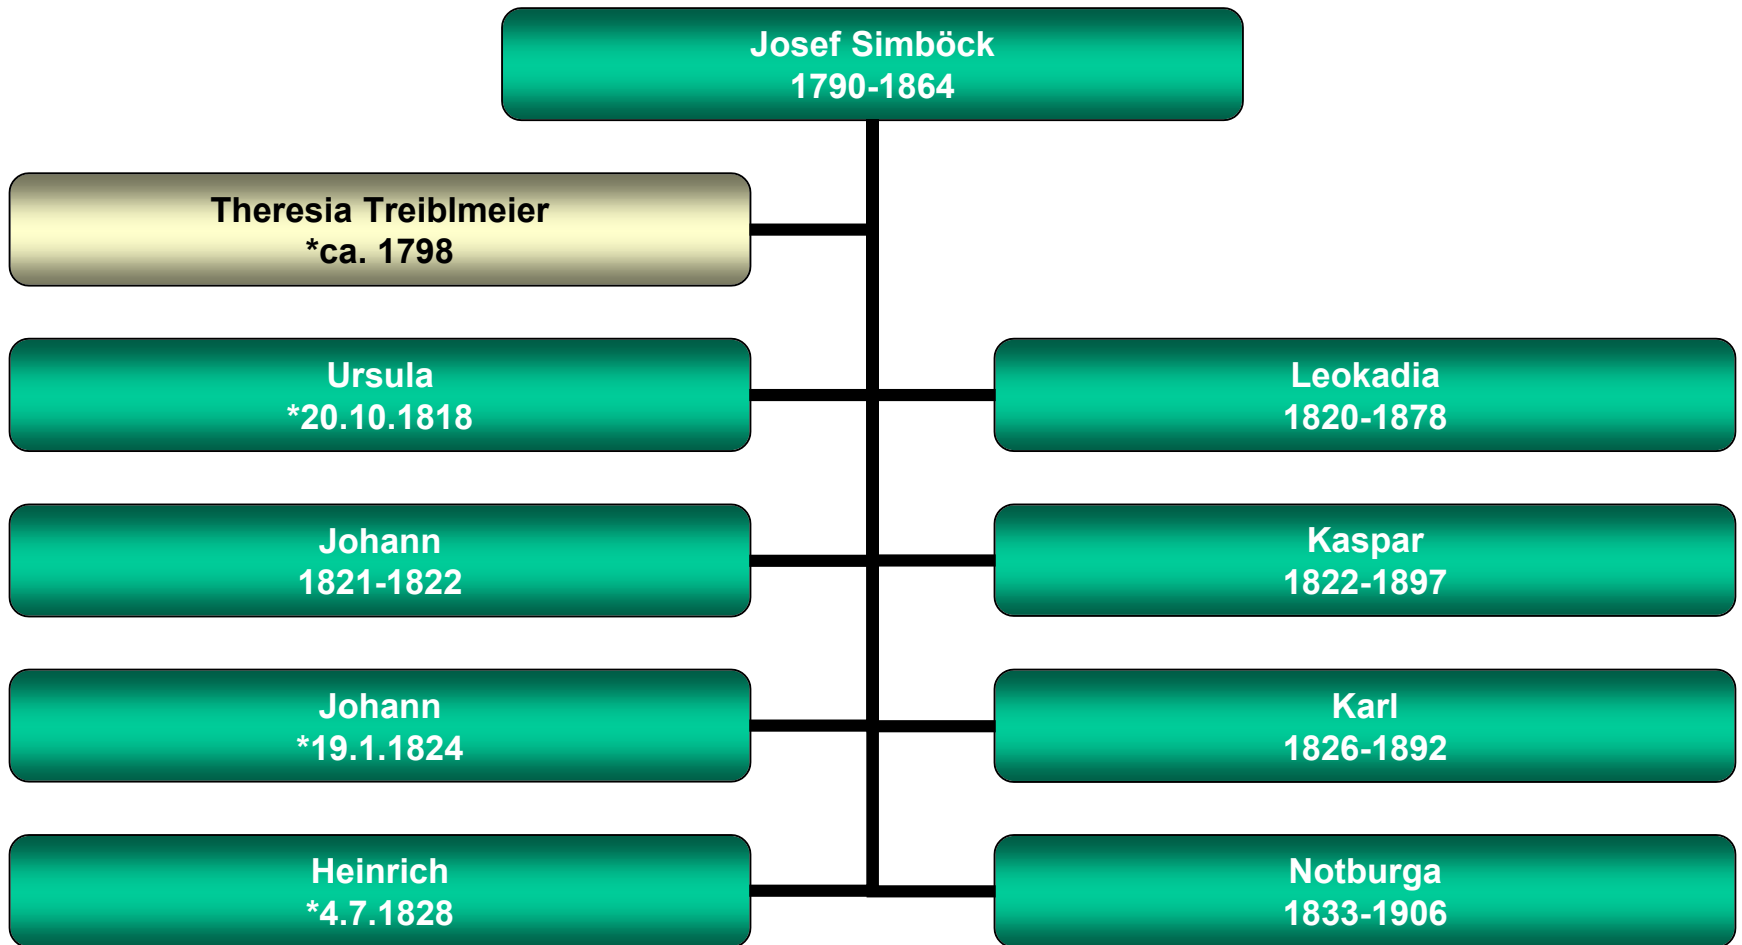 Josef Simböck
1790-1864
Theresia Treiblmeier
*ca. 1798
Ursula
*20.10.1818
Leokadia
1820-1878
Johann
1821-1822
Kaspar
1822-1897
Johann
*19.1.1824
Karl
1826-1892
Heinrich
*4.7.1828
Notburga
1833-1906